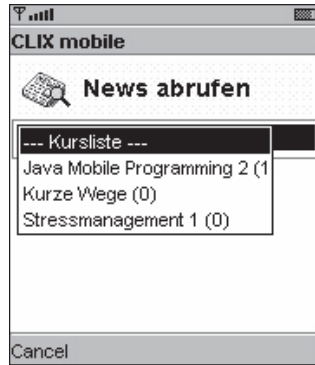 CLIX mobile
News abrufen
--- Kursliste ---
Java Mobile Programming 2 (1
Kurze Wege (0)
Stressmanagement 1 (0)
Cancel